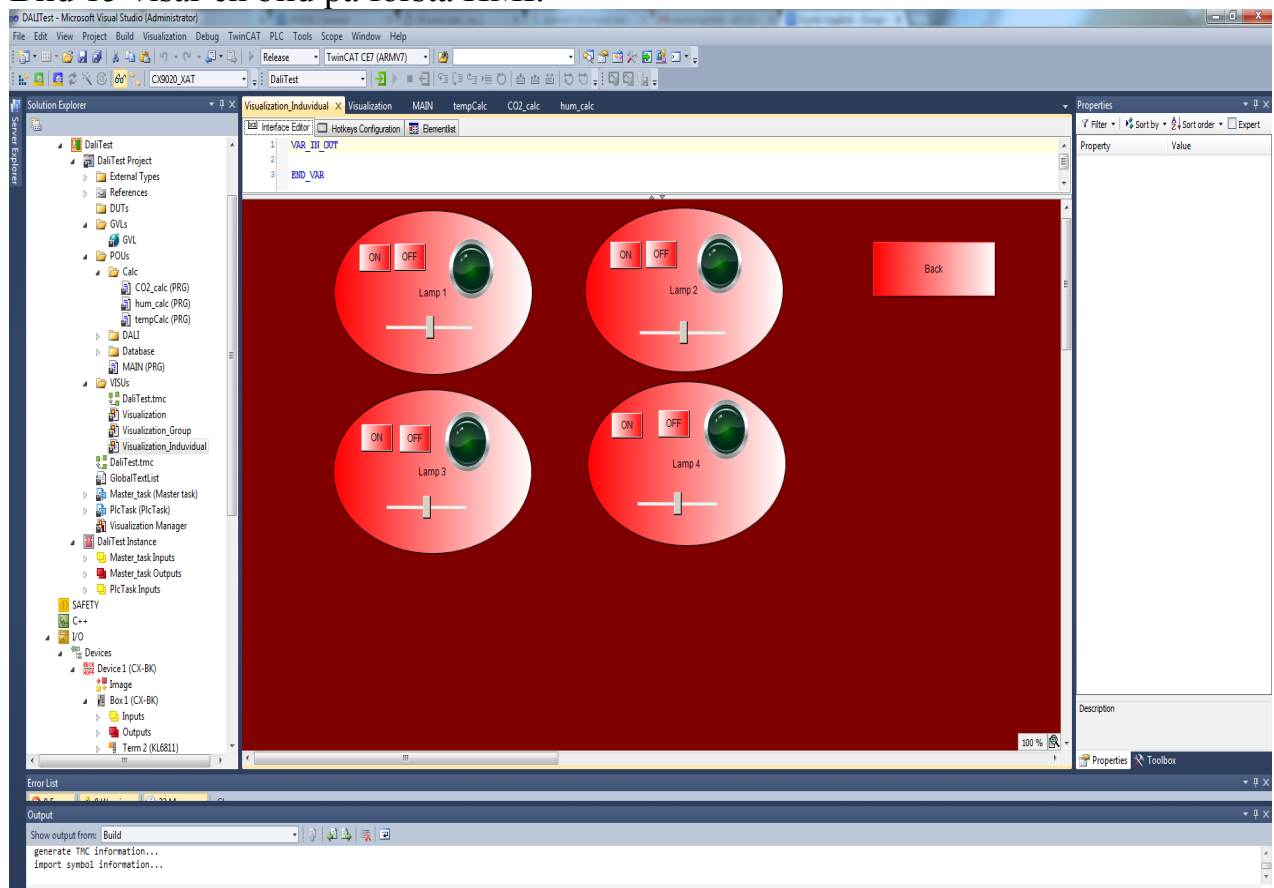 DALITest - Microsoft Visual Studio (Administrator)
File Edit View Project Build Visualization Debug TwinCAT PLC Tools Scope Window Help
Release TwinCAT CE7 (ARMV7)
CX9020_XAT DaliTest
Server Explorer
Solution Explorer
DaliTest
DaliTest Project
External Types
References
DUTs
GVLs
GVL
POUs
Calc
CO2_calc (PRG)
hum_calc (PRG)
tempCalc (PRG)
DALI
Database
MAIN (PRG)
VISUs
DaliTest.tmc
Visualization
Visualization_Group
Visualization_Induvidual
DaliTest.tmc
GlobalTextList
Master_task (Master task)
PlcTask (PlcTask)
Visualization Manager
DaliTest Instance
Master_task Inputs
Master_task Outputs
PlcTask Inputs
SAFETY
C++
I/O
Devices
Device 1 (CX-BK)
Image
Box 1 (CX-BK)
Inputs
Outputs
Term 2 (KL6811)
Visualization_Induvidual Visualization MAIN tempCalc CO2_calc hum_calc
Interface Editor Hotkeys Configuration Elementlist
1 VAR_IN_OUT
2
3 END_VAR
ON OFF
Lamp 1
ON OFF
Lamp 2
Back
ON OFF
Lamp 3
ON OFF
Lamp 4
100 %
Properties
Filter Sort by Sort order Expert
Property Value
Description
Properties Toolbox
Error List
Output
Show output from: Build
generate TMC information...
import symbol information...